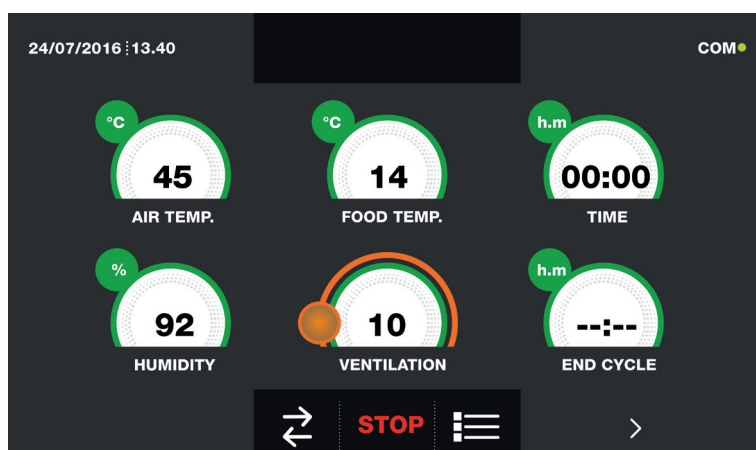 24/07/2016 13.40
COM
°C
°C
h.m
45
14
00:00
AIR TEMP.
FOOD TEMP.
TIME
%
h.m
92
10
--:--
HUMIDITY
VENTILATION
END CYCLE
STOP